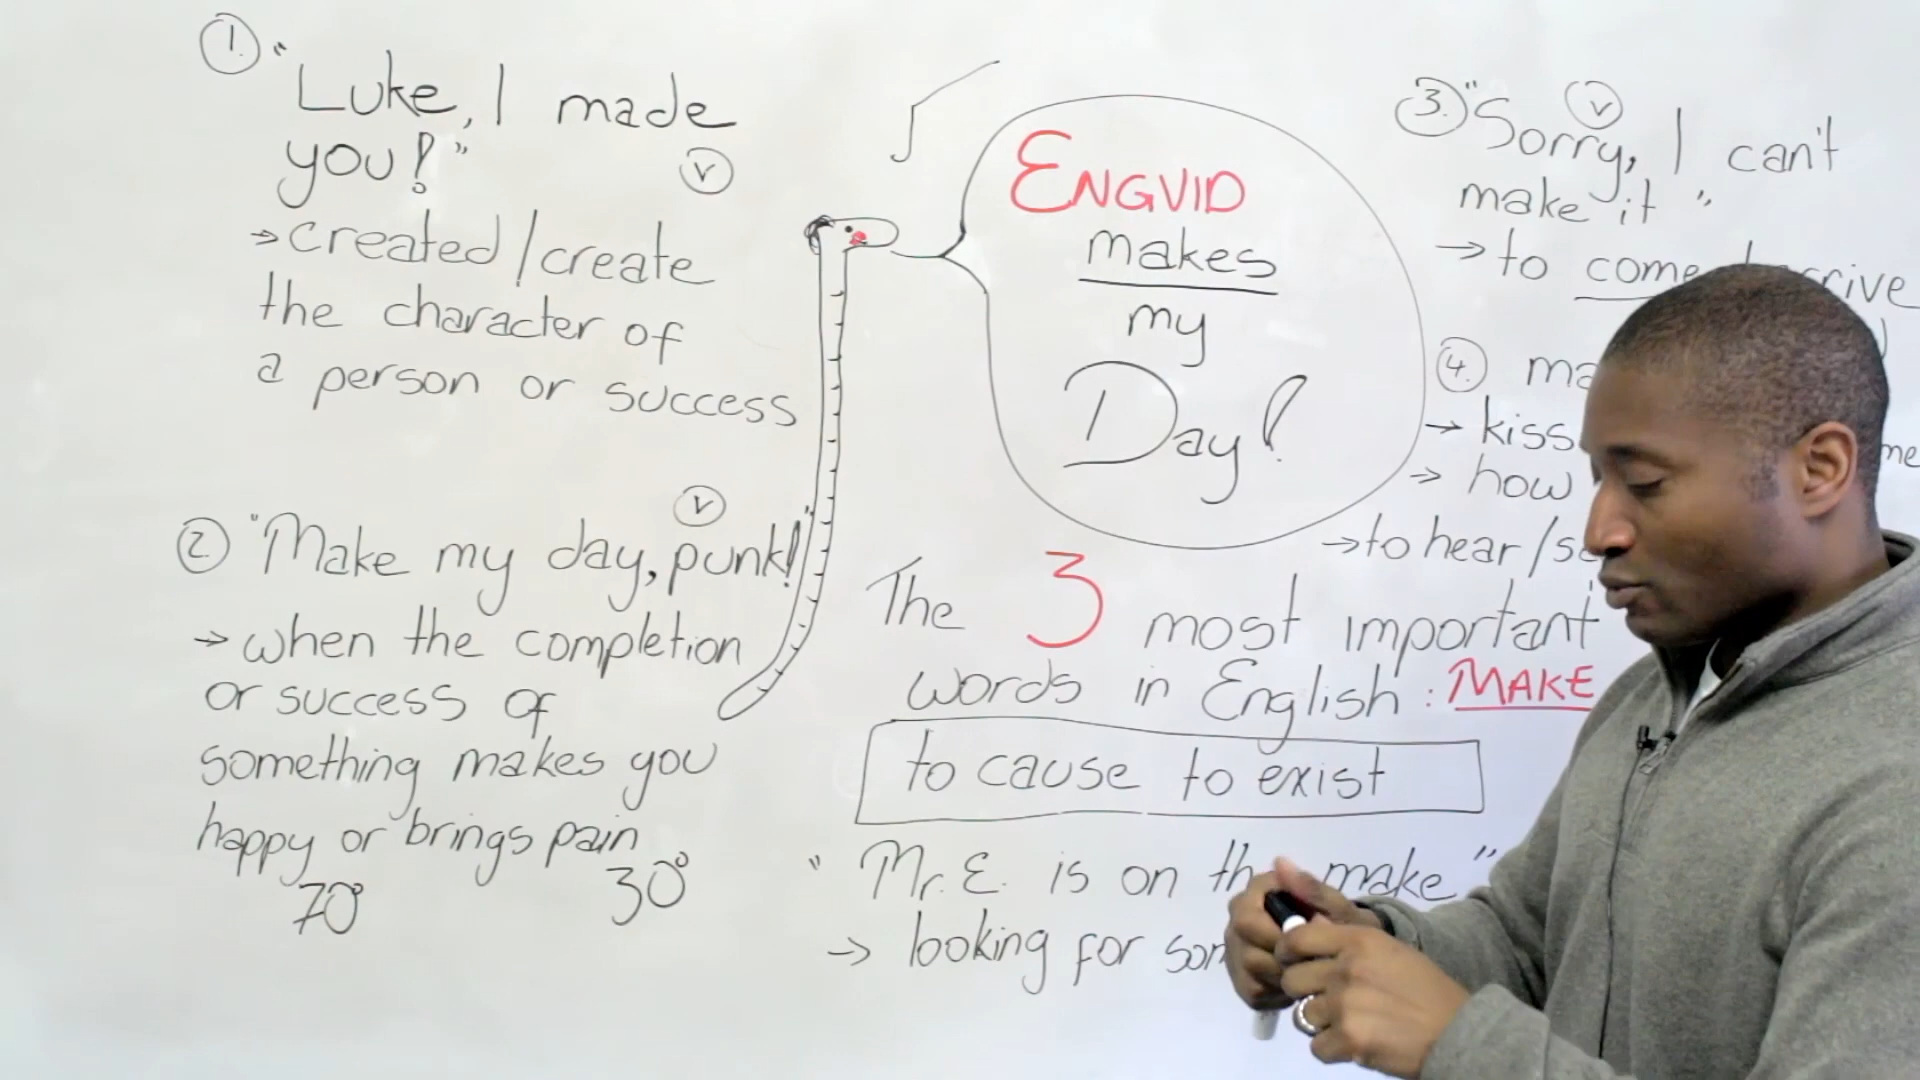 1. "Luke, I made
you!"
v
→ created/create
the character of
a person or success
v
2. "Make my day, punk!"
→ when the completion
or success of
something makes you
happy or brings pain
70° 30°
ENGVID
makes
my
Day!
The 3 most important
words in English: MAKE
to cause to exist
"Mr. E. is on the make"
→ looking for
v
3. "Sorry, I can't
make it"
→ to come
4.
→ kiss
→ how
→ to hear/